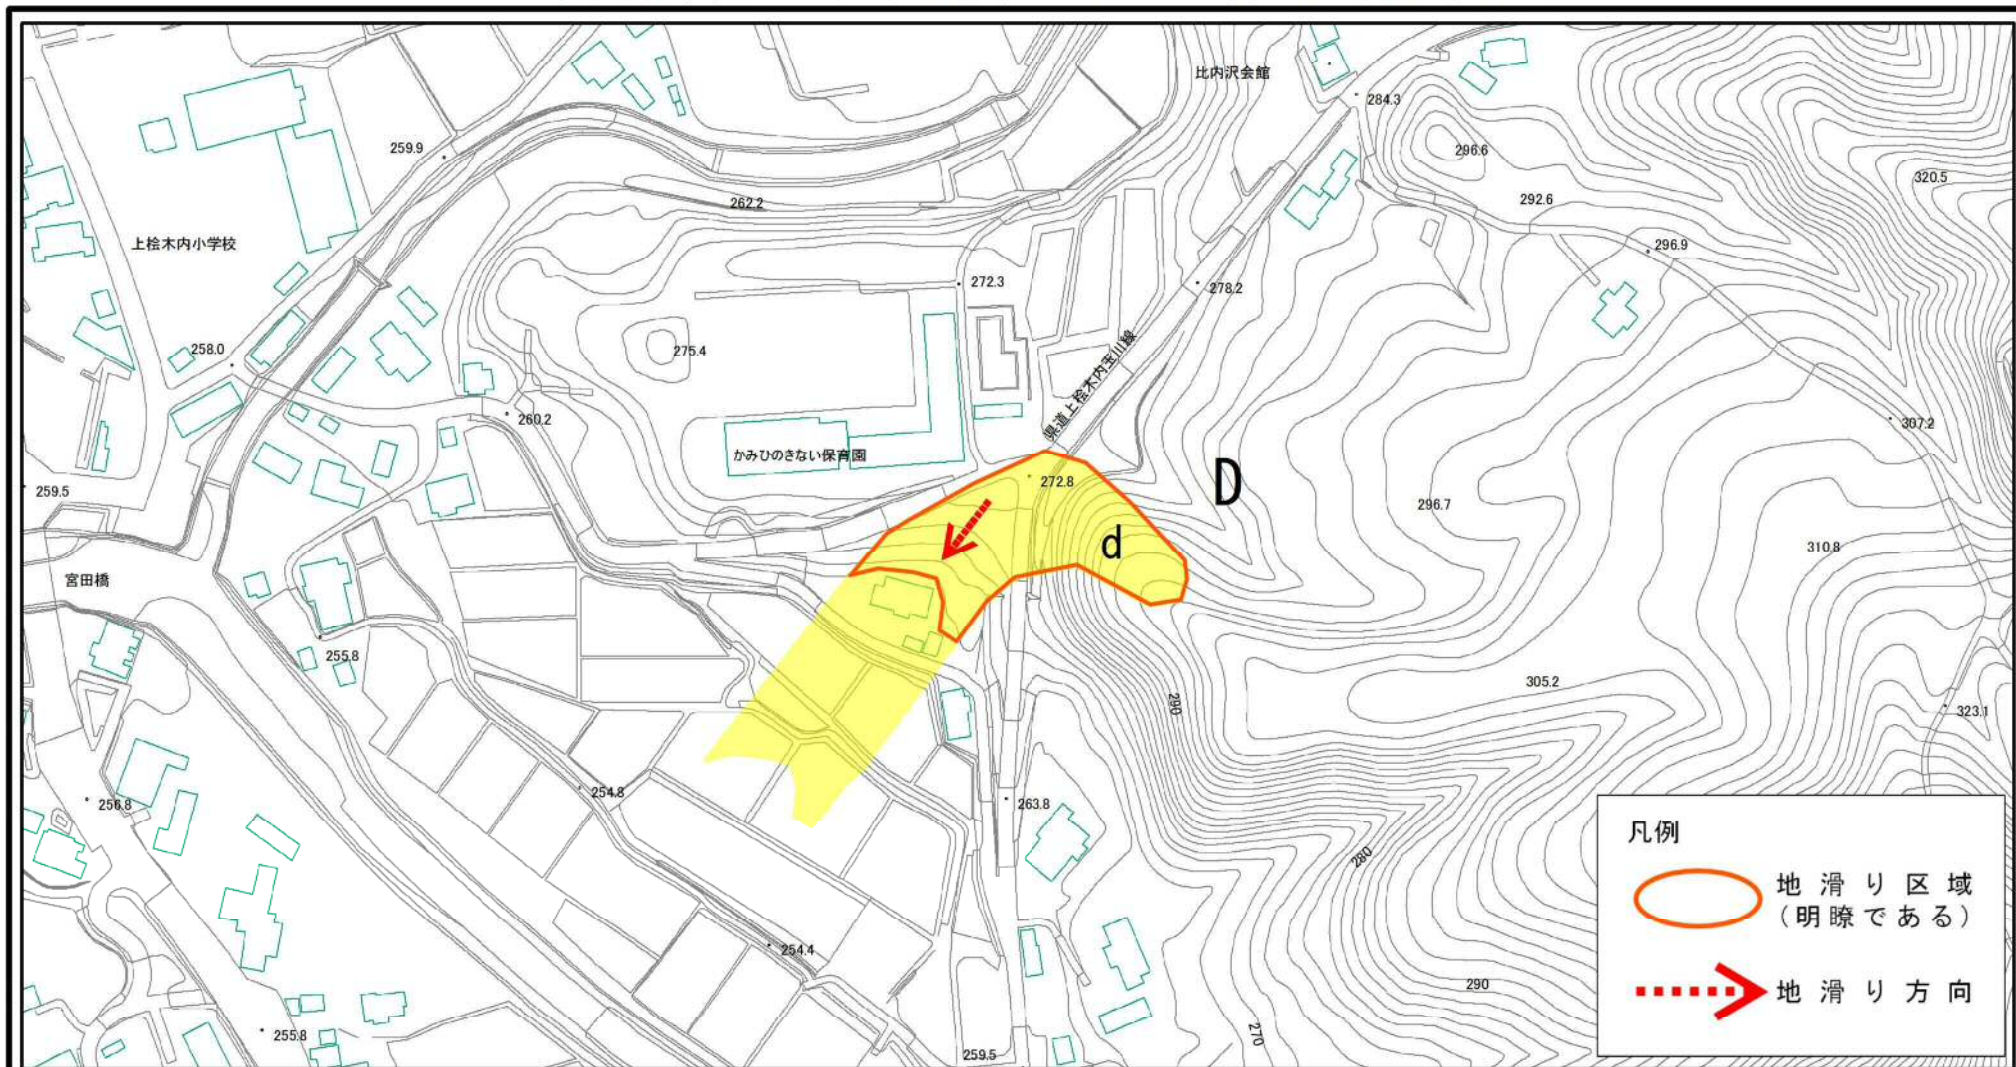 比内沢会館
284.3
259.9
296.6
320.5
262.2
292.6
上桧木内小学校
296.9
272.3
278.2
県道上桧木内玉川線
258.0
275.4
260.2
307.2
かみひのきない保育園
259.5
272.8
D
296.7
d
310.8
宮田橋
255.8
305.2
290
323.1
256.8
254.8
263.8
凡例
280
地滑り区域
(明瞭である)
254.4
290
地滑り方向
255.8
270
259.5